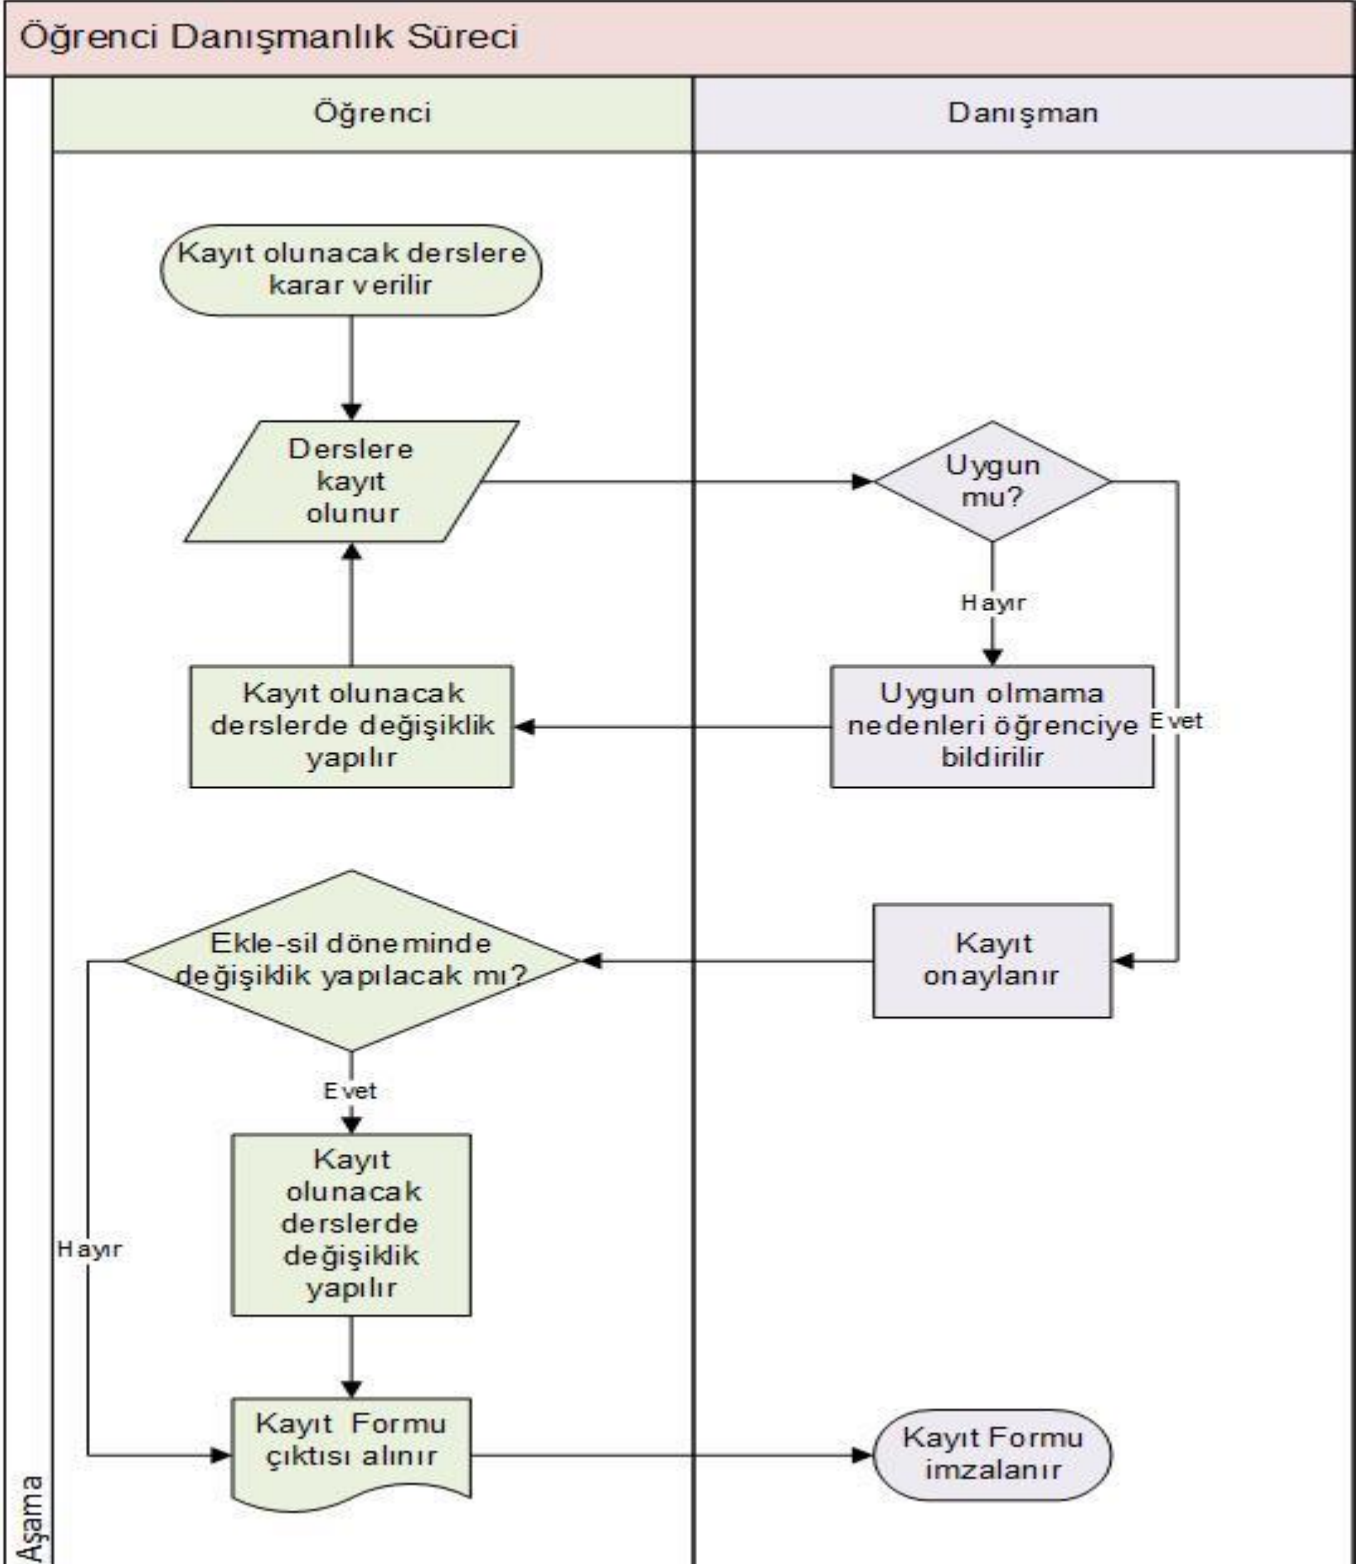 Öğrenci Danışmanlık Süreci
Öğrenci
Danışman
Kayıt olunacak derslere
karar verilir
Derslere
kayıt
olunur
Uygun
mu?
Hayır
Kayıt olunacak
derslerde değişiklik
yapılır
Uygun olmama
nedenleri öğrenciye
bildirilir
Evet
Ekle-sil döneminde
değişiklik yapılacak mı?
Kayıt
onaylanır
Evet
Kayıt
olunacak
derslerde
değişiklik
yapılır
Hayır
Kayıt Formu
çıktısı alınır
Kayıt Formu
imzalanır
Aşama